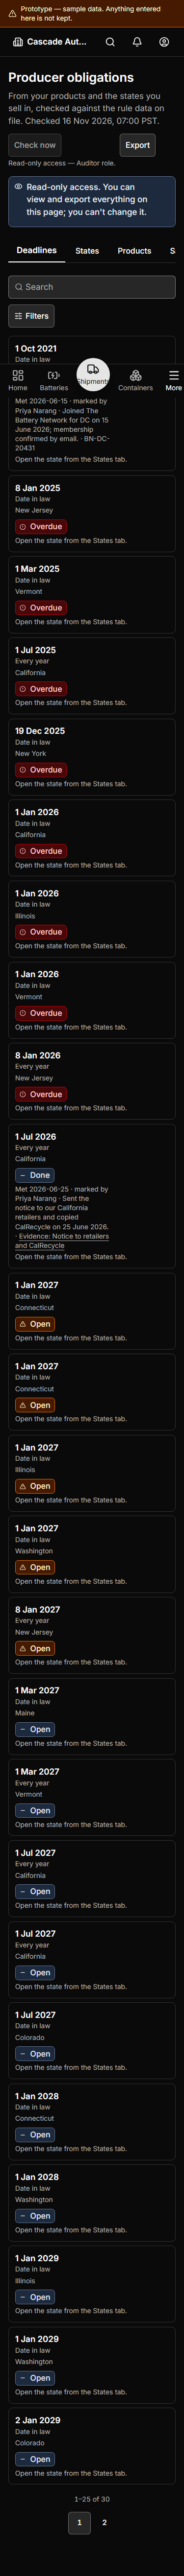 Prototype — sample data. Anything entered
here is not kept.
Cascade Aut...
Producer obligations
From your products and the states you
sell in, checked against the rule data on
file. Checked 16 Nov 2026, 07:00 PST.
Check now
Export
Read-only access — Auditor role.
Read-only access. You can
view and export everything on
this page; you can't change it.
Deadlines
States
Products
S
Search
Filters
1 Oct 2021
Date in law
Home
Batteries
Shipments
Containers
More
Met 2026-06-15 · marked by
Priya Narang · Joined The
Battery Network for DC on 15
June 2026; membership
confirmed by email. · BN-DC-
20431
Open the state from the States tab.
8 Jan 2025
Date in law
New Jersey
Overdue
Open the state from the States tab.
1 Mar 2025
Date in law
Vermont
Overdue
Open the state from the States tab.
1 Jul 2025
Every year
California
Overdue
Open the state from the States tab.
19 Dec 2025
Date in law
New York
Overdue
Open the state from the States tab.
1 Jan 2026
Date in law
California
Overdue
Open the state from the States tab.
1 Jan 2026
Date in law
Illinois
Overdue
Open the state from the States tab.
1 Jan 2026
Date in law
Vermont
Overdue
Open the state from the States tab.
8 Jan 2026
Every year
New Jersey
Overdue
Open the state from the States tab.
1 Jul 2026
Every year
California
Done
Met 2026-06-25 · marked by
Priya Narang · Sent the
notice to our California
retailers and copied
CalRecycle on 25 June 2026.
· Evidence: Notice to retailers
and CalRecycle
Open the state from the States tab.
1 Jan 2027
Date in law
Connecticut
Open
Open the state from the States tab.
1 Jan 2027
Date in law
Connecticut
Open
Open the state from the States tab.
1 Jan 2027
Date in law
Illinois
Open
Open the state from the States tab.
1 Jan 2027
Date in law
Washington
Open
Open the state from the States tab.
8 Jan 2027
Every year
New Jersey
Open
Open the state from the States tab.
1 Mar 2027
Date in law
Maine
Open
Open the state from the States tab.
1 Mar 2027
Every year
Vermont
Open
Open the state from the States tab.
1 Jul 2027
Every year
California
Open
Open the state from the States tab.
1 Jul 2027
Every year
California
Open
Open the state from the States tab.
1 Jul 2027
Date in law
Colorado
Open
Open the state from the States tab.
1 Jan 2028
Date in law
Connecticut
Open
Open the state from the States tab.
1 Jan 2028
Date in law
Washington
Open
Open the state from the States tab.
1 Jan 2029
Date in law
Illinois
Open
Open the state from the States tab.
1 Jan 2029
Date in law
Washington
Open
Open the state from the States tab.
2 Jan 2029
Date in law
Colorado
Open
Open the state from the States tab.
1–25 of 30
1
2